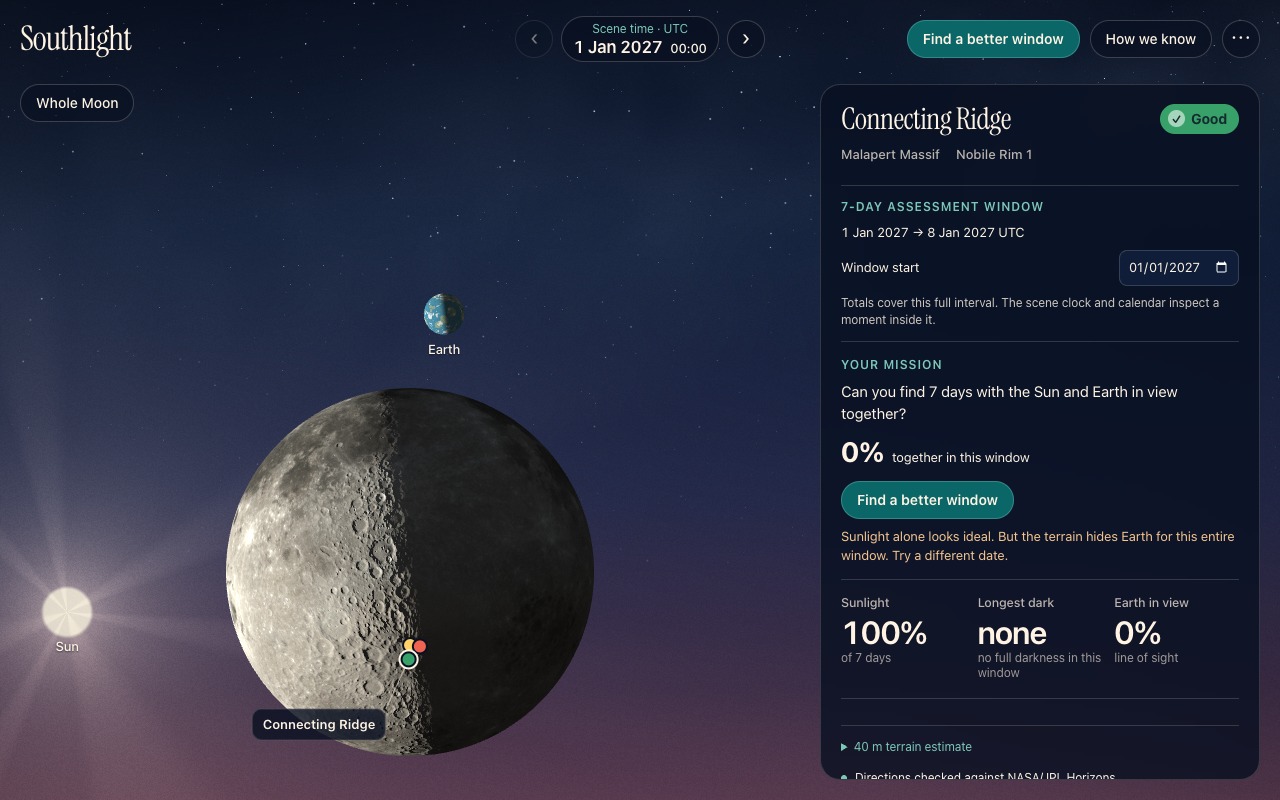 Southlight
Scene time · UTC
‹
1 Jan 2027 00:00
›
Find a better window
How we know
···
Whole Moon
Connecting Ridge
Good
Malapert Massif Nobile Rim 1
7-DAY ASSESSMENT WINDOW
1 Jan 2027 → 8 Jan 2027 UTC
Window start
01/01/2027
Totals cover this full interval. The scene clock and calendar inspect a
moment inside it.
YOUR MISSION
Can you find 7 days with the Sun and Earth in view
together?
0% together in this window
Find a better window
Sunlight alone looks ideal. But the terrain hides Earth for this entire
window. Try a different date.
Sunlight
100%
of 7 days
Longest dark
none
no full darkness in this
window
Earth in view
0%
line of sight
40 m terrain estimate
Directions checked against NASA/JPL Horizons
Earth
Sun
Connecting Ridge